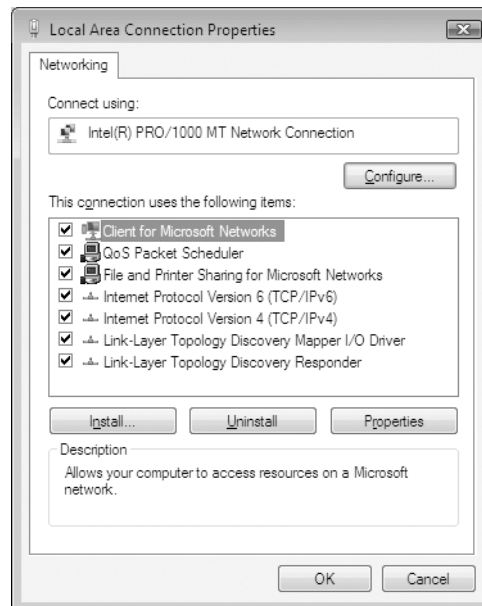 Local Area Connection Properties
Networking
Connect using:
Intel(R) PRO/1000 MT Network Connection
Configure...
This connection uses the following items:
Client for Microsoft Networks
QoS Packet Scheduler
File and Printer Sharing for Microsoft Networks
Internet Protocol Version 6 (TCP/IPv6)
Internet Protocol Version 4 (TCP/IPv4)
Link-Layer Topology Discovery Mapper I/O Driver
Link-Layer Topology Discovery Responder
Install... Uninstall Properties
Description
Allows your computer to access resources on a Microsoft
network.
OK Cancel